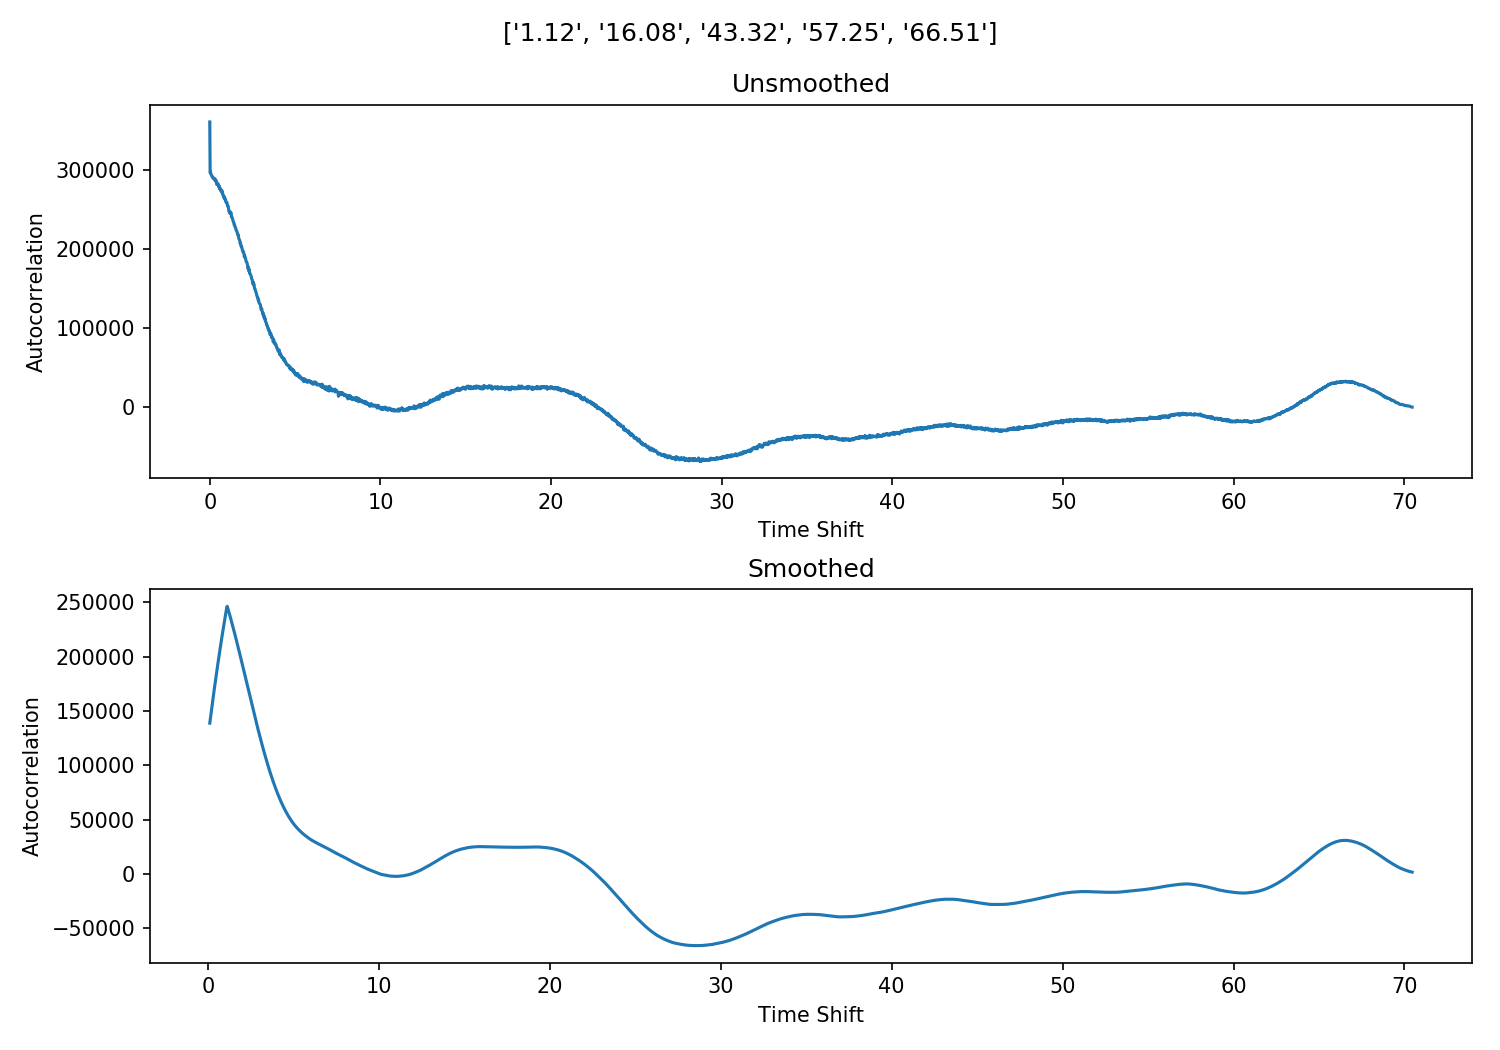 ['1.12', '16.08', '43.32', '57.25', '66.51']
Unsmoothed
Autocorrelation
300000
200000
100000
0
0 10 20 30 40 50 60 70
Time Shift
Smoothed
Autocorrelation
250000
200000
150000
100000
50000
0
−50000
0 10 20 30 40 50 60 70
Time Shift